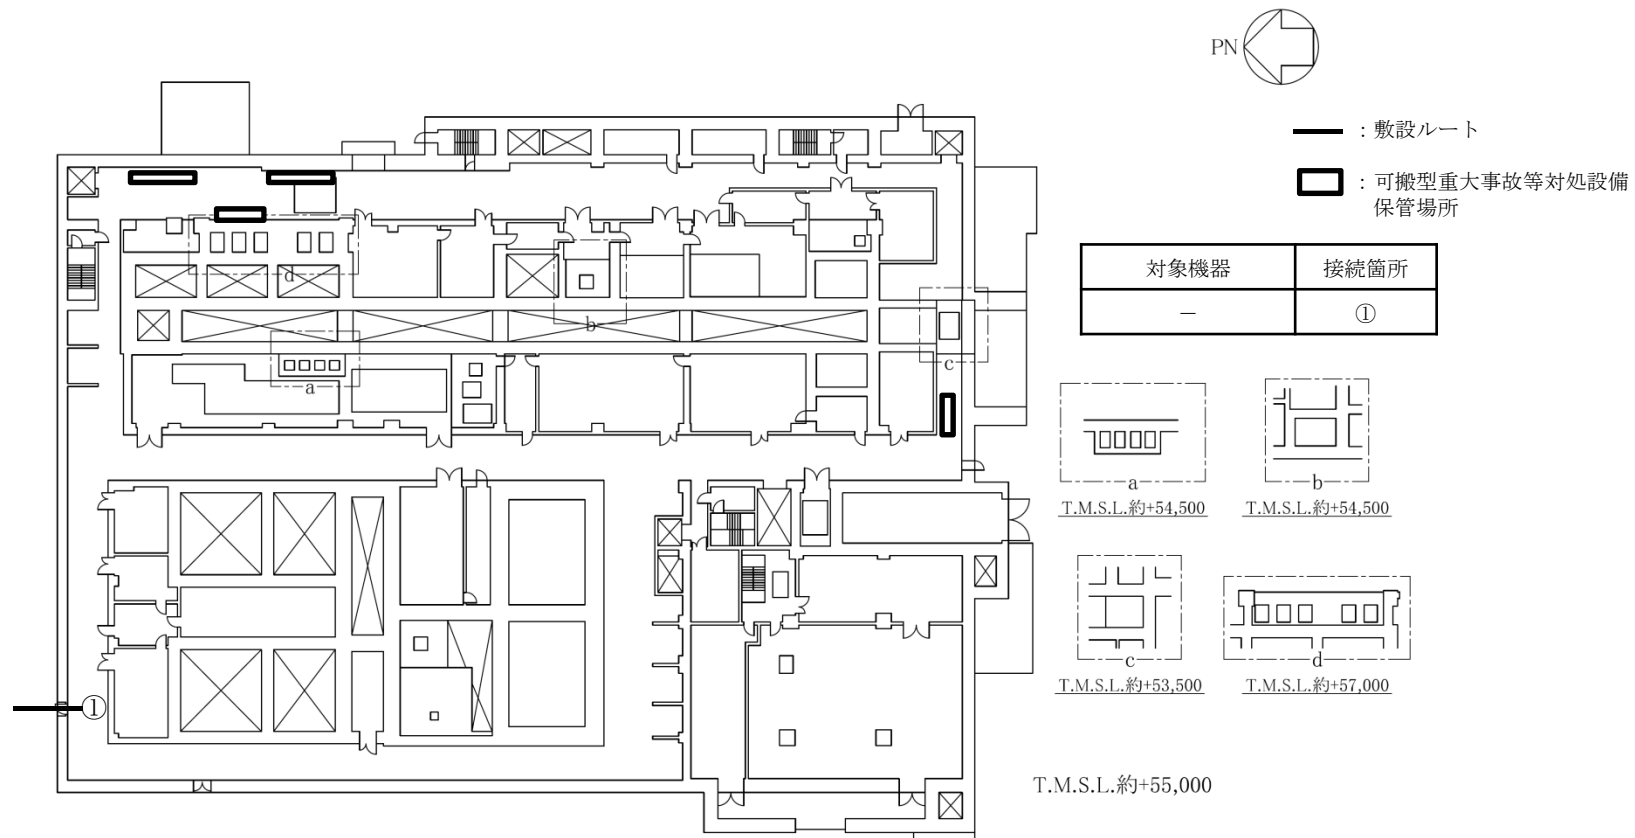 PN
：敷設ルート
：可搬型重大事故等対処設備
保管場所
対象機器 接続箇所
－ ①
d
b
c
a
a
T.M.S.L.約+54,500
b
T.M.S.L.約+54,500
c
T.M.S.L.約+53,500
d
T.M.S.L.約+57,000
①
T.M.S.L.約+55,000